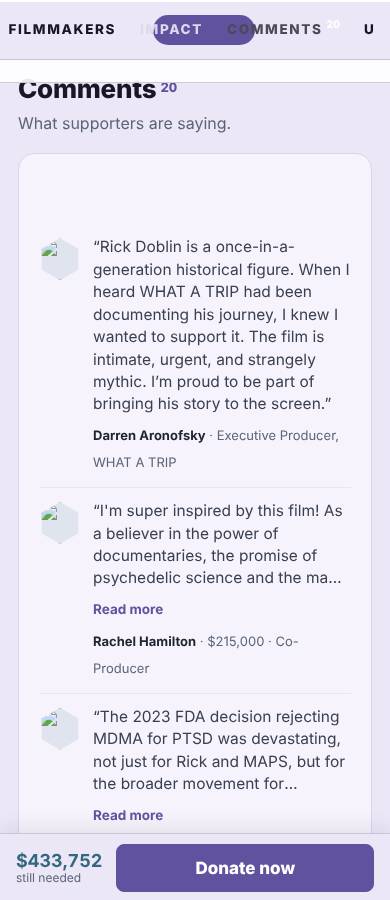 FILMMAKERS IMPACT COMMENTS 20 U
Comments 20
What supporters are saying.
“Rick Doblin is a once-in-a-
generation historical figure. When I
heard WHAT A TRIP had been
documenting his journey, I knew I
wanted to support it. The film is
intimate, urgent, and strangely
mythic. I’m proud to be part of
bringing his story to the screen.”
Darren Aronofsky · Executive Producer,
WHAT A TRIP
“I'm super inspired by this film! As
a believer in the power of
documentaries, the promise of
psychedelic science and the ma...
Read more
Rachel Hamilton · $215,000 · Co-
Producer
“The 2023 FDA decision rejecting
MDMA for PTSD was devastating,
not just for Rick and MAPS, but for
the broader movement for...
Read more
$433,752
still needed
Donate now